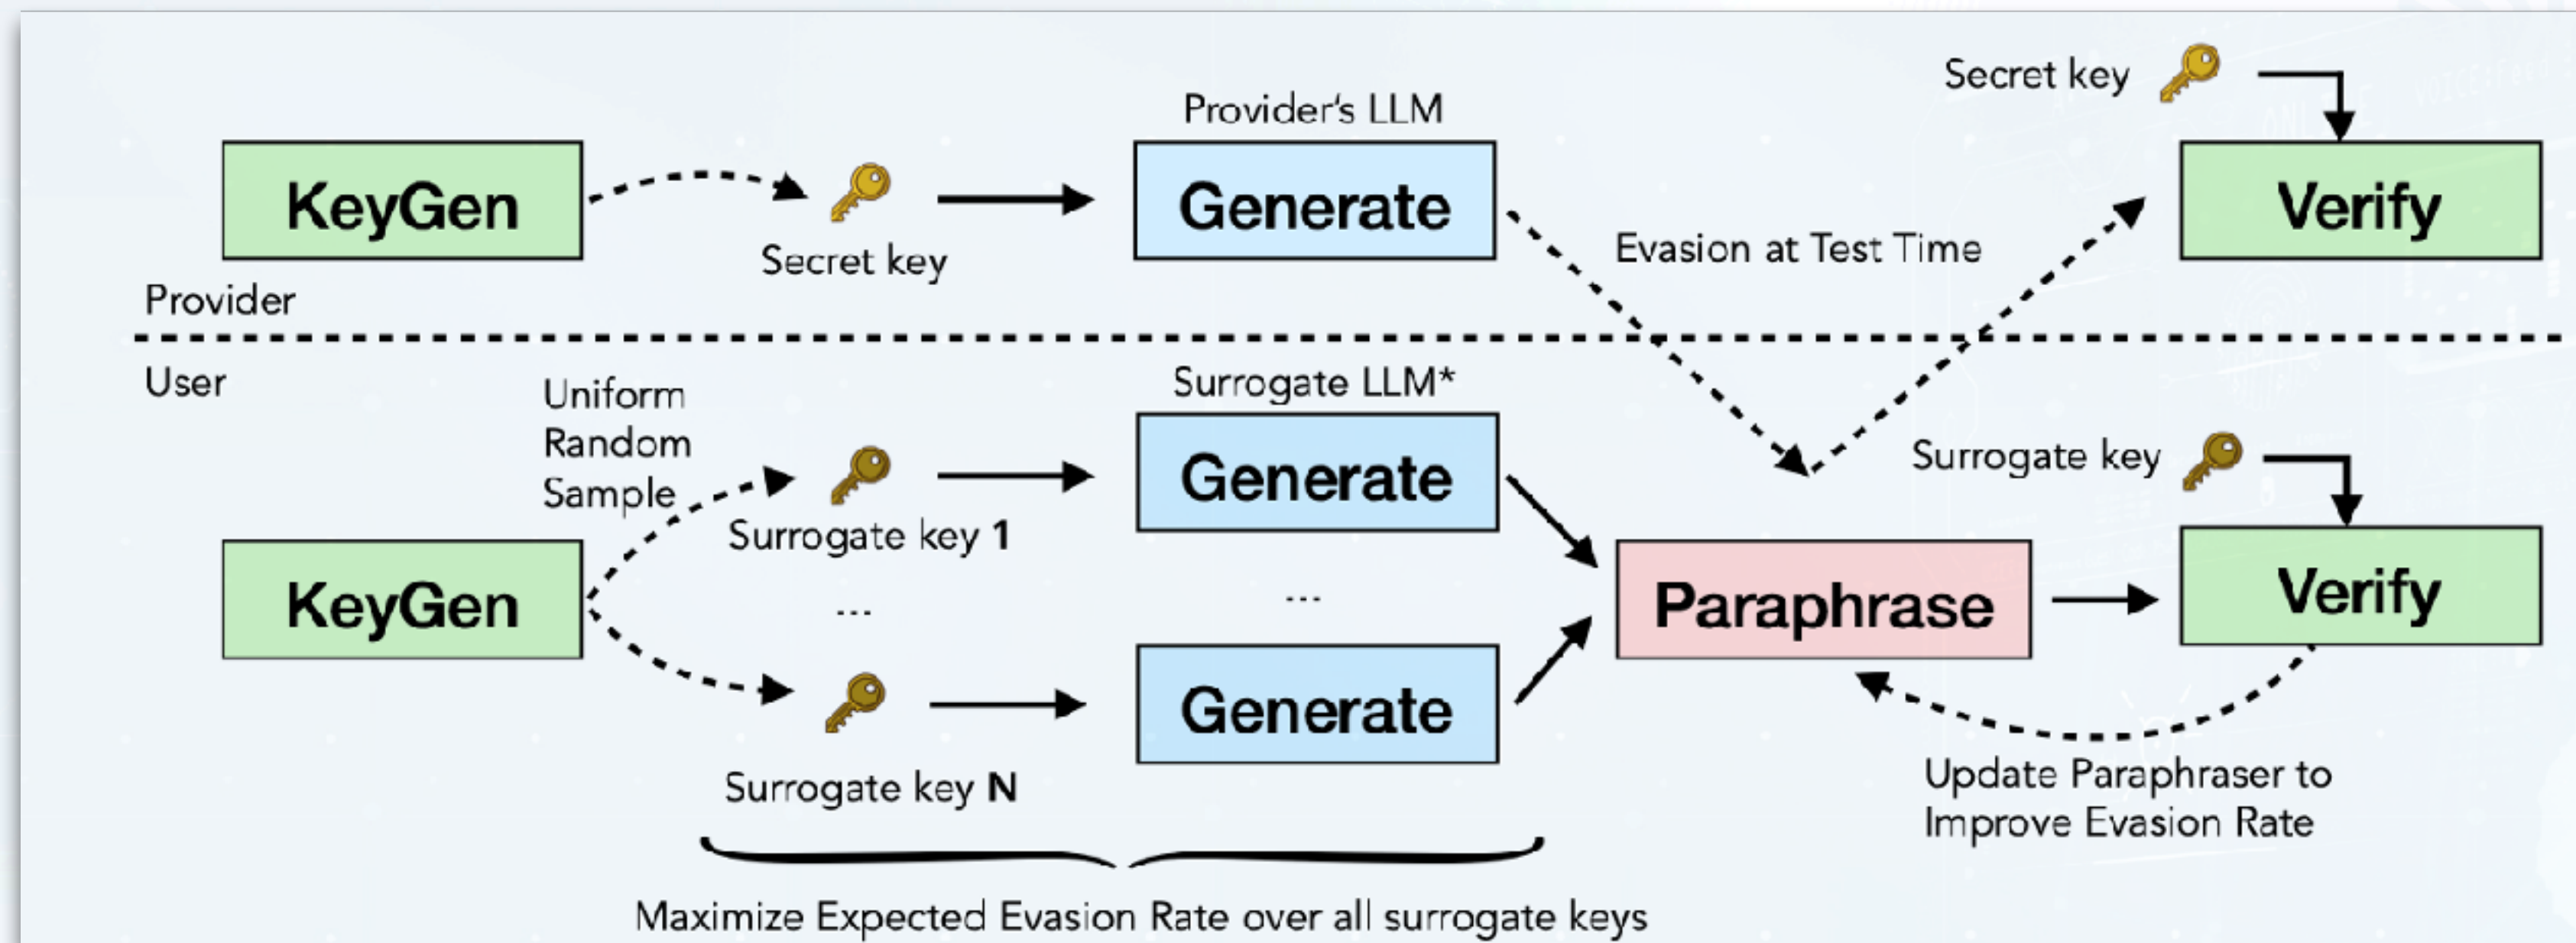 Secret key
Provider's LLM
KeyGen
Secret key
Generate
Evasion at Test Time
Verify
Provider
User
Uniform
Random
Sample
Surrogate LLM*
Surrogate key 1
Generate
Surrogate key
KeyGen
...
...
Paraphrase
Verify
Generate
Surrogate key N
Update Paraphraser to
Improve Evasion Rate
Maximize Expected Evasion Rate over all surrogate keys